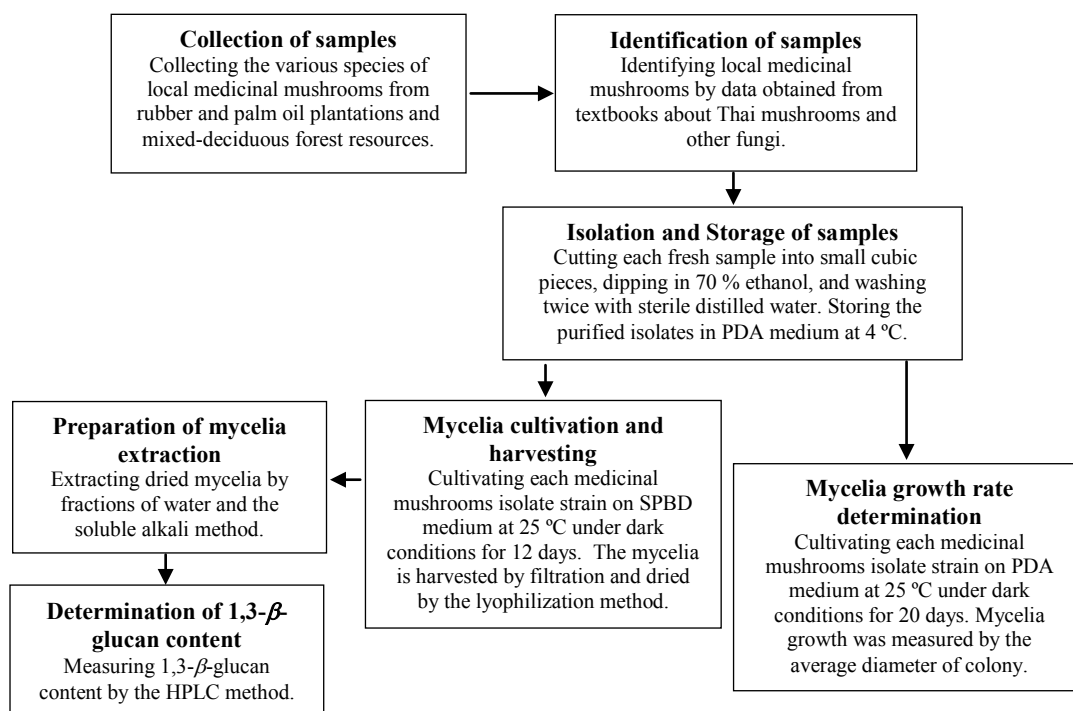 Collection of samples
Collecting the various species of
local medicinal mushrooms from
rubber and palm oil plantations and
mixed-deciduous forest resources.
Identification of samples
Identifying local medicinal
mushrooms by data obtained from
textbooks about Thai mushrooms and
other fungi.
Isolation and Storage of samples
Cutting each fresh sample into small cubic
pieces, dipping in 70 % ethanol, and washing
twice with sterile distilled water. Storing the
purified isolates in PDA medium at 4 ºC.
Mycelia cultivation and
harvesting
Cultivating each medicinal
mushrooms isolate strain on SPBD
medium at 25 ºC under dark
conditions for 12 days.  The mycelia
is harvested by filtration and dried
by the lyophilization method.
Preparation of mycelia
extraction
Extracting dried mycelia by
fractions of water and the
soluble alkali method.
Determination of 1,3-β-
glucan content
Measuring 1,3-β-glucan
content by the HPLC method.
Mycelia growth rate
determination
Cultivating each medicinal
mushrooms isolate strain on PDA
medium at 25 ºC under dark
conditions for 20 days. Mycelia
growth was measured by the
average diameter of colony.